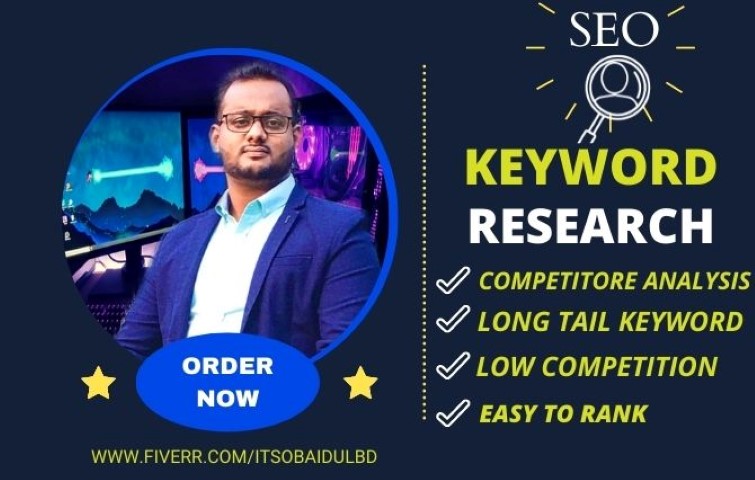 SEO
KEYWORD
RESEARCH
COMPETITORE ANALYSIS
LONG TAIL KEYWORD
LOW COMPETITION
EASY TO RANK
ORDER
NOW
WWW.FIVERR.COM/ITSOBAIDULBD